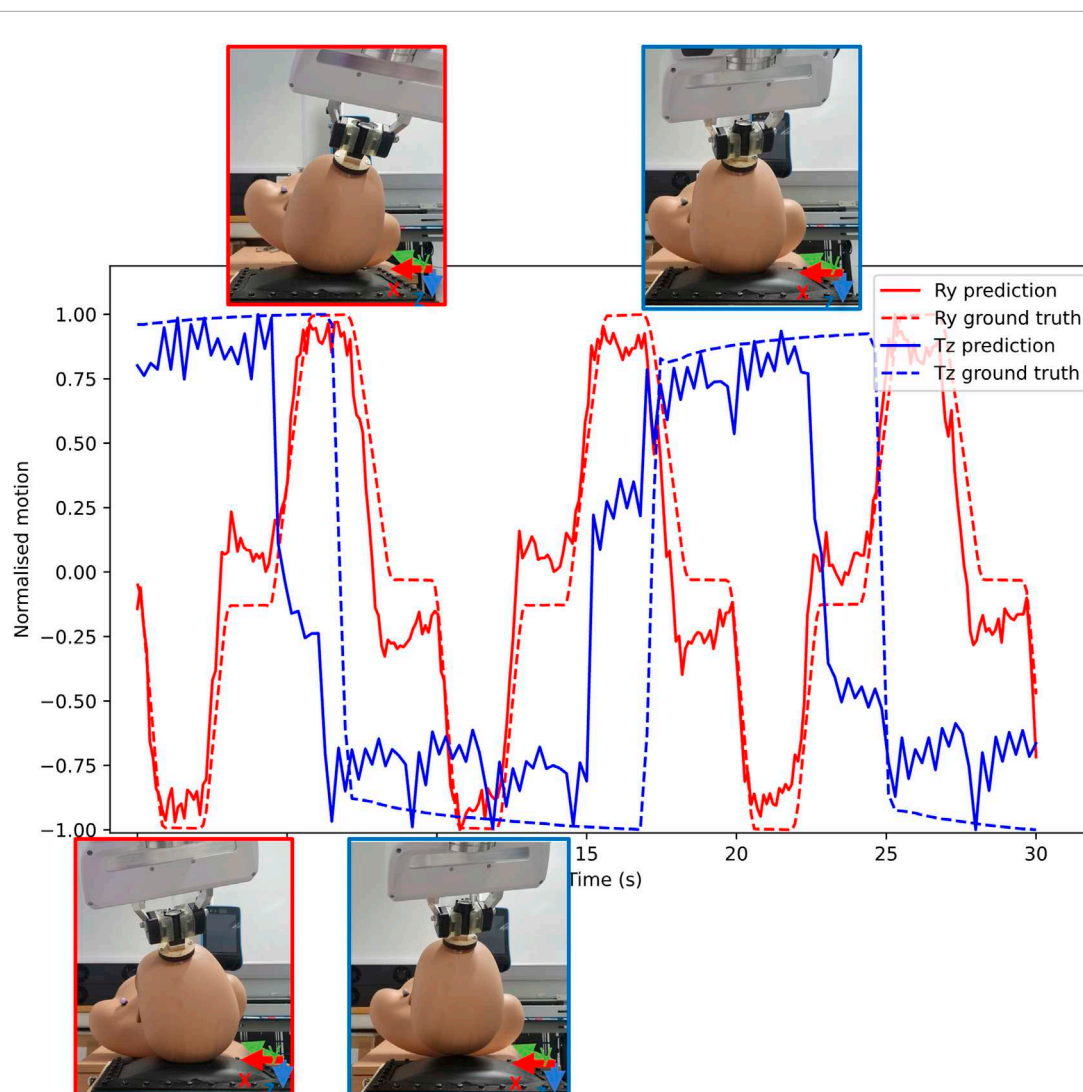 X
Z
Ry prediction
Ry ground truth
Tz prediction
Tz ground truth
1.00
0.75
0.50
0.25
0.00
−0.25
−0.50
−0.75
−1.00
Normalised motion
15
20
25
30
Time (s)
X
X
X